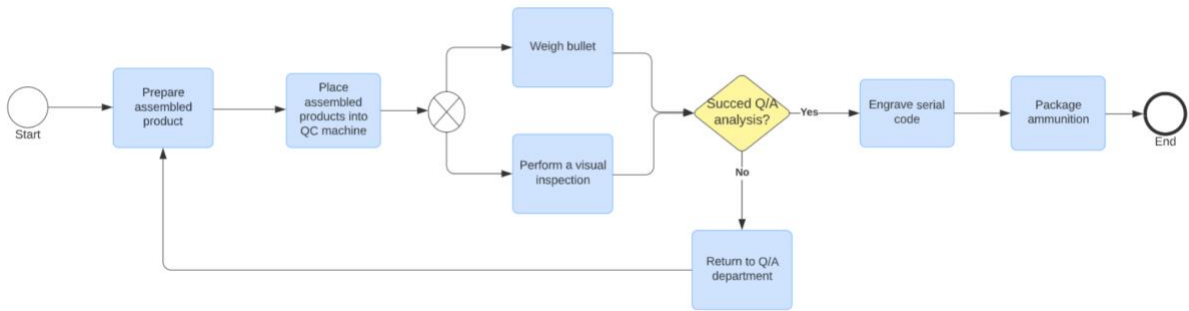 Start
Prepare
assembled
product
Place
assembled
products into
QC machine
Weigh bullet
Perform a visual
inspection
Succed Q/A
analysis?
Yes
No
Return to Q/A
department
Engrave serial
code
Package
ammunition
End